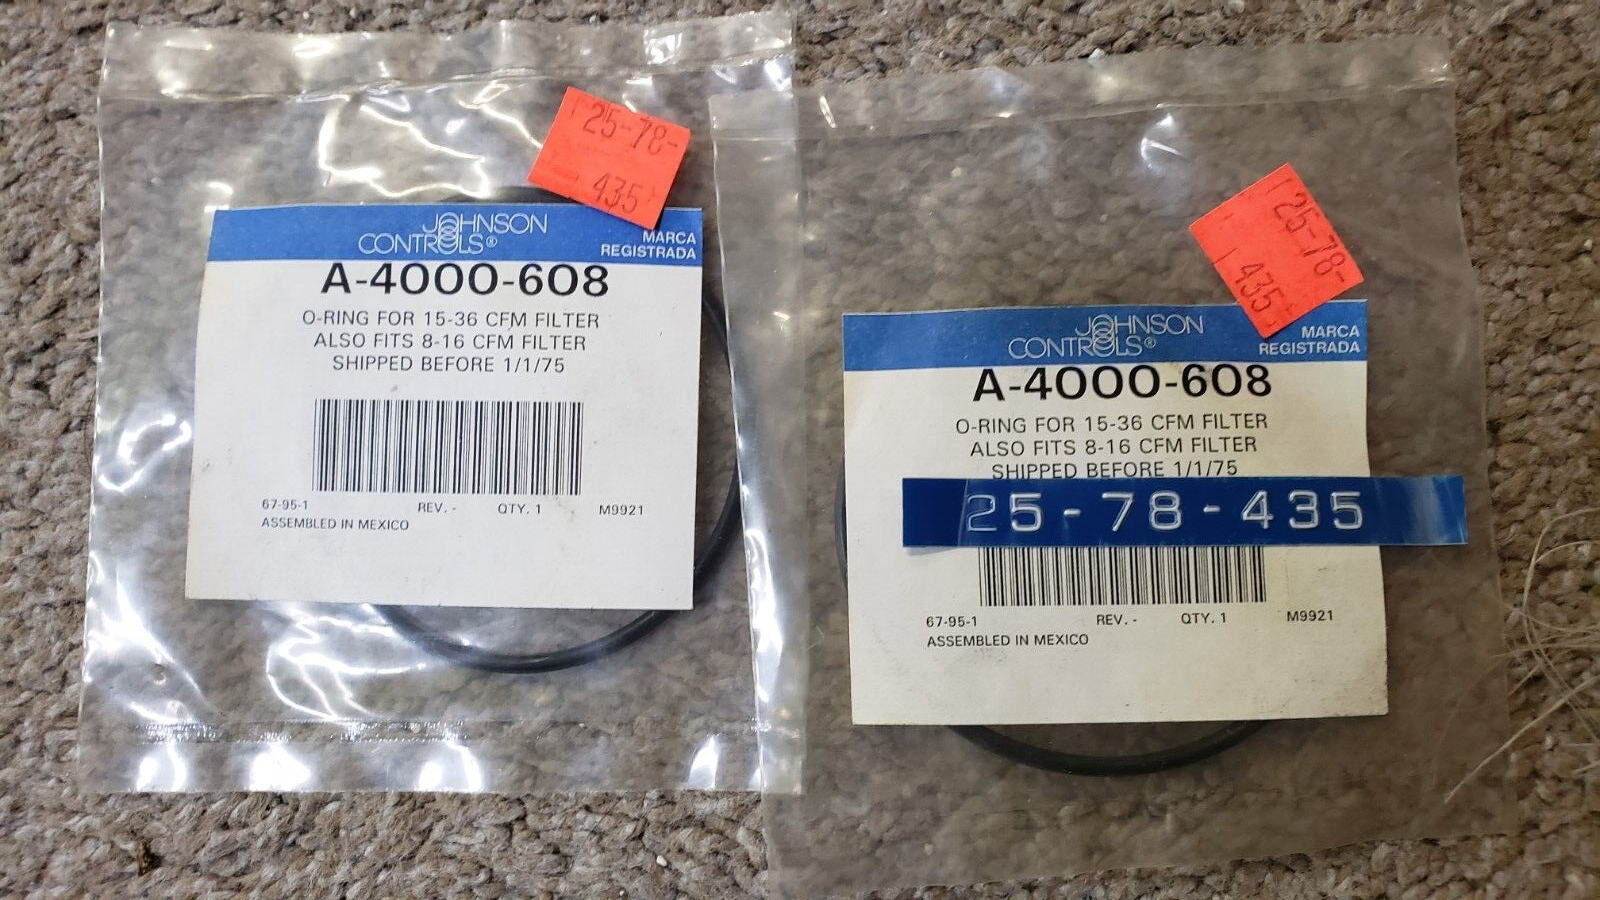 25-78-
435
JOHNSON
CONTROLS®
MARCA
REGISTRADA
A-4000-608
O-RING FOR 15-36 CFM FILTER
ALSO FITS 8-16 CFM FILTER
SHIPPED BEFORE 1/1/75
67-95-1 REV. - QTY. 1 M9921
ASSEMBLED IN MEXICO
25-78-
435
JOHNSON
CONTROLS®
MARCA
REGISTRADA
A-4000-608
O-RING FOR 15-36 CFM FILTER
ALSO FITS 8-16 CFM FILTER
SHIPPED BEFORE 1/1/75
25-78-435
67-95-1 REV. - QTY. 1 M9921
ASSEMBLED IN MEXICO